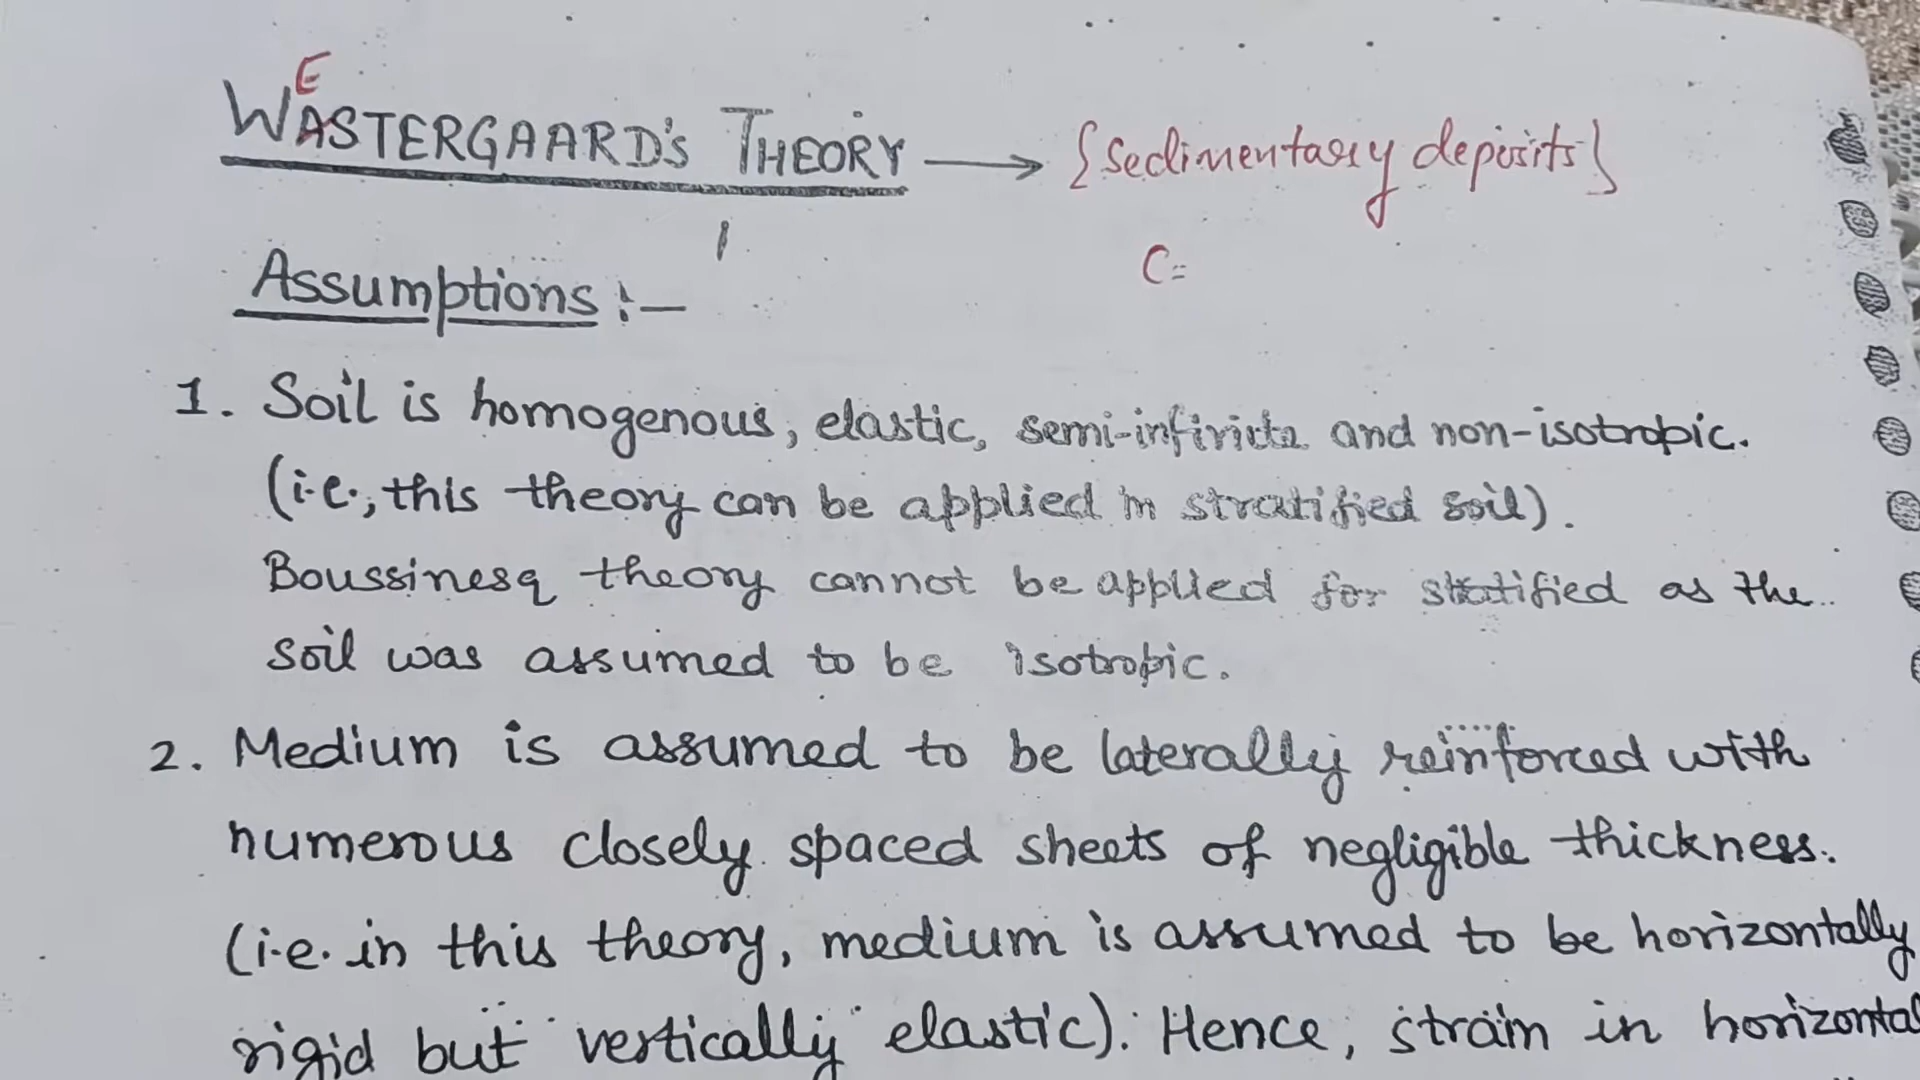 E
WASTERGAARD'S THEORY → {Sedimentary deposits}
C=
Assumptions :-
1. Soil is homogenous, elastic, semi-infinite and non-isotropic.
(i.e., this theory can be applied in stratified soil).
Boussinesq theory cannot be applied for stratified as the
soil was assumed to be isotropic.
2. Medium is assumed to be laterally reinforced with
numerous closely spaced sheets of negligible thickness.
(i.e. in this theory, medium is assumed to be horizontally
rigid but vertically elastic). Hence, strain in horizontal